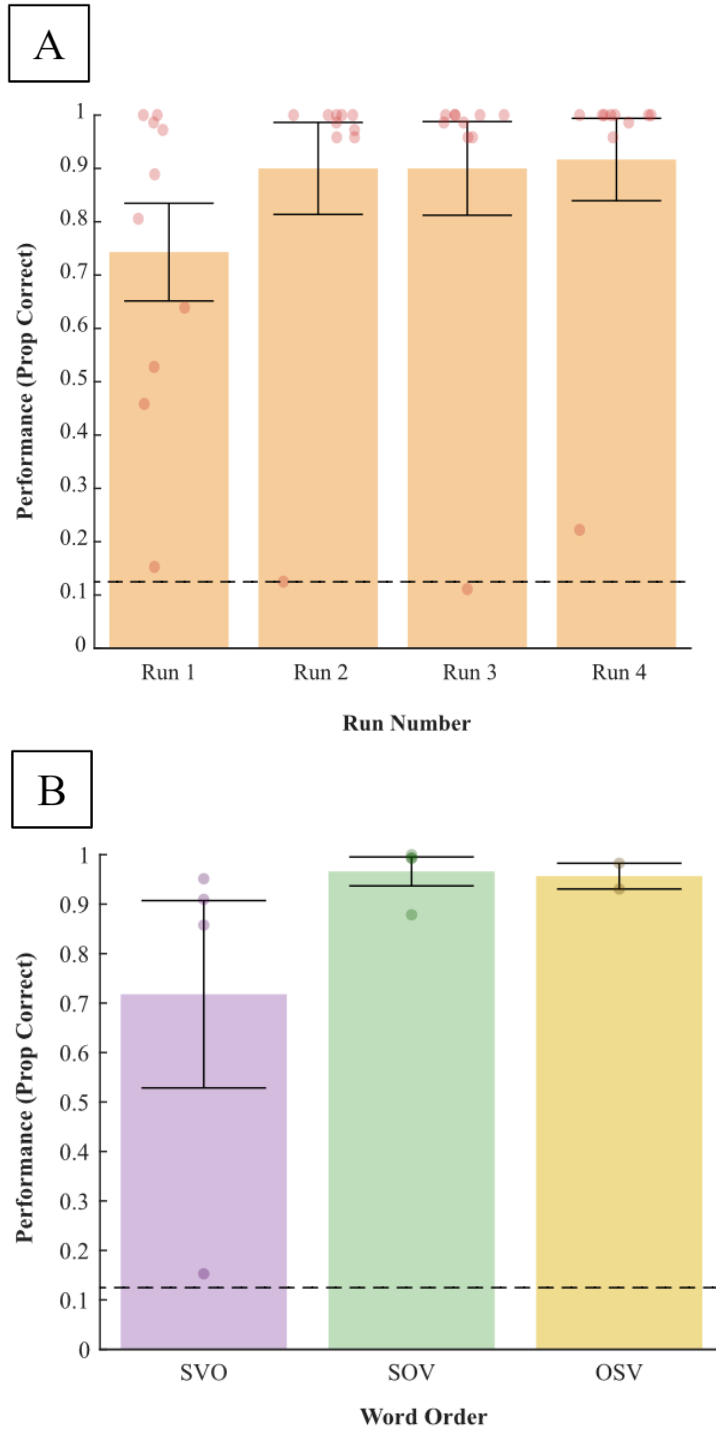 A
1
0.9
0.8
0.7
0.6
0.5
0.4
0.3
0.2
0.1
0
Performance (Prop Correct)
Run 1 Run 2 Run 3 Run 4
Run Number
B
1
0.9
0.8
0.7
0.6
0.5
0.4
0.3
0.2
0.1
0
Performance (Prop Correct)
SVO SOV OSV
Word Order